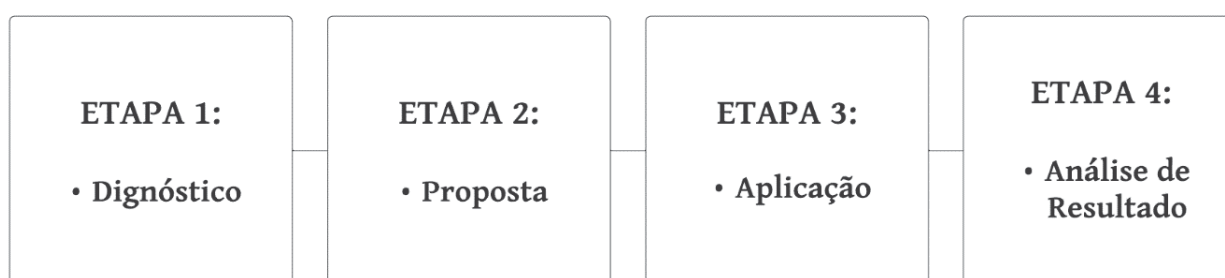 ETAPA 1:
• Dignóstico
ETAPA 2:
• Proposta
ETAPA 3:
• Aplicação
ETAPA 4:
• Análise de
Resultado